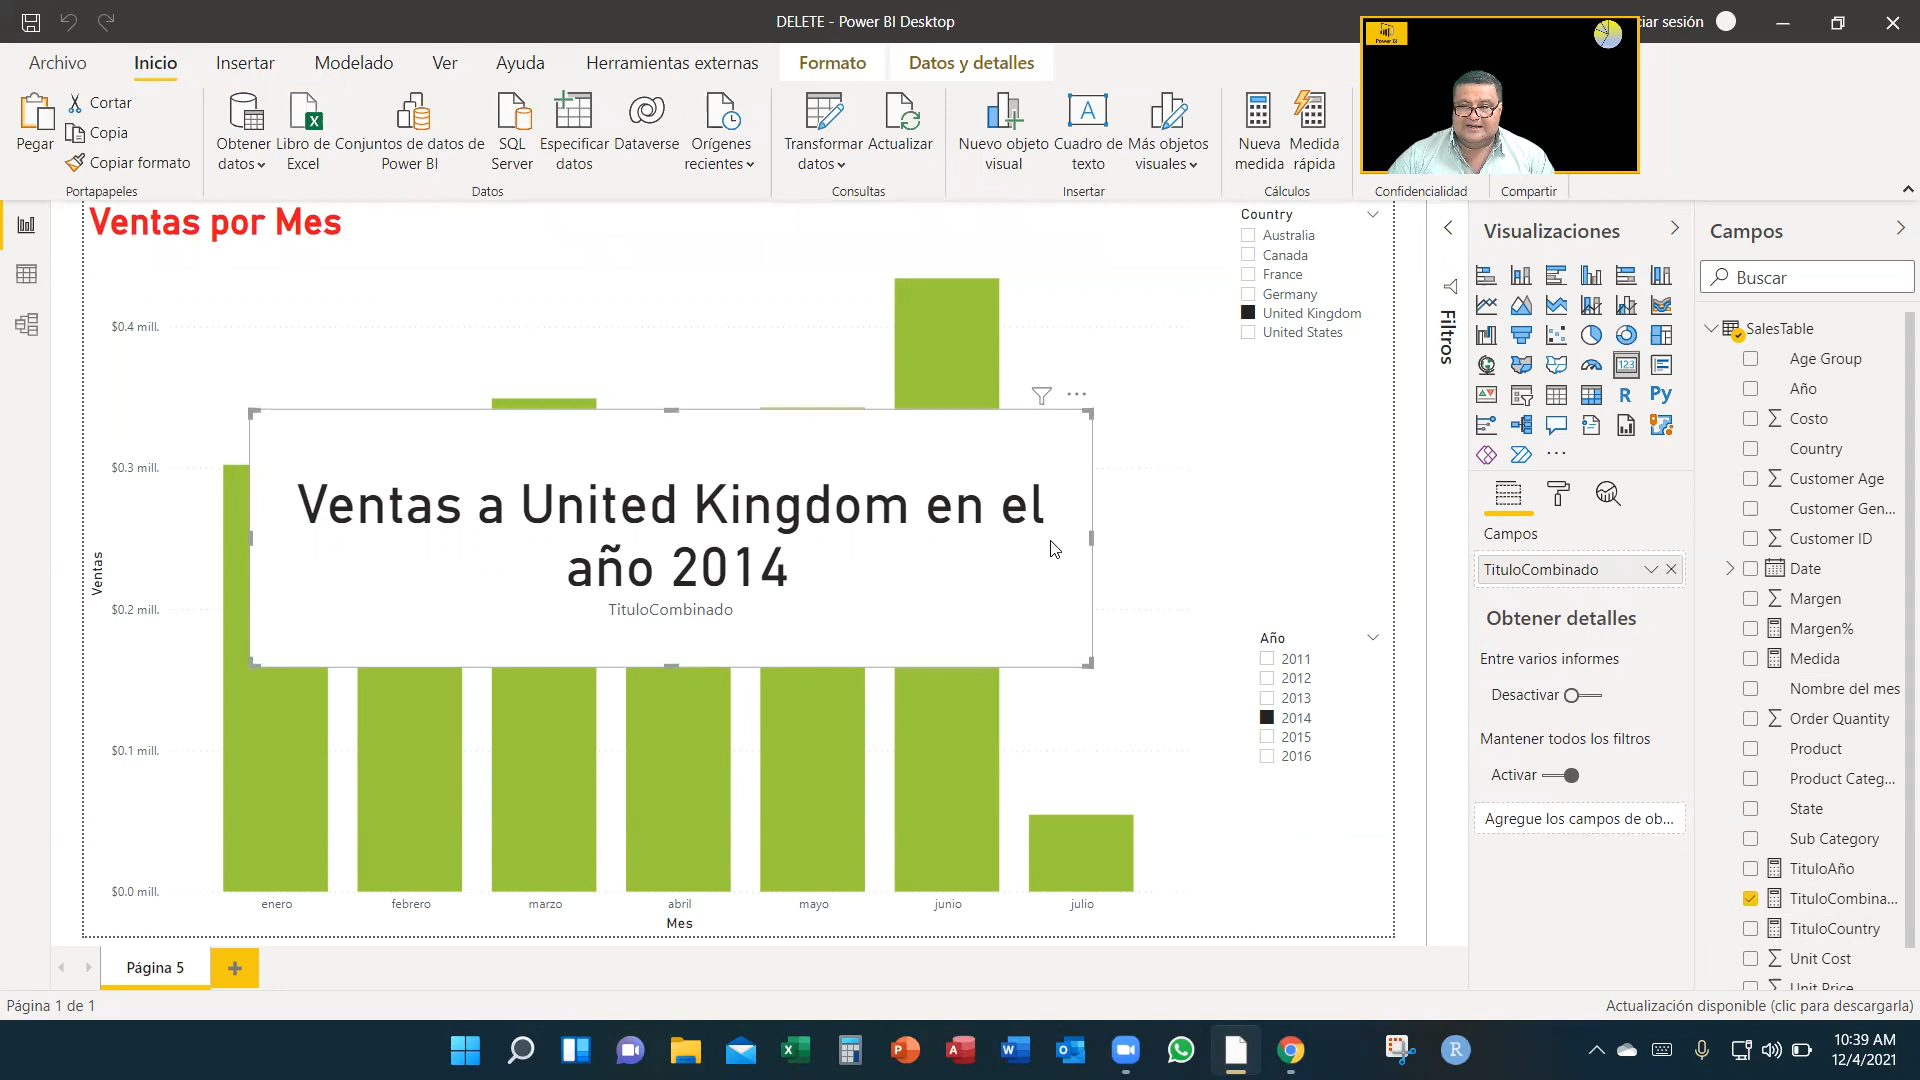 DELETE - Power BI Desktop
ciar sesión
Power BI
Archivo
Inicio
Insertar
Modelado
Ver
Ayuda
Herramientas externas
Formato
Datos y detalles
Pegar
Cortar
Copia
Copiar formato
Portapapeles
Obtener
datos
Libro de
Excel
Conjuntos de datos de
Power BI
SQL
Server
Especificar
datos
Dataverse
Orígenes
recientes
Datos
Transformar
datos
Actualizar
Consultas
Nuevo objeto
visual
Cuadro de
texto
Más objetos
visuales
Insertar
Nueva
medida
Medida
rápida
Cálculos
Confidencialidad
Compartir
Ventas por Mes
$0.4 mill.
$0.3 mill.
$0.2 mill.
$0.1 mill.
$0.0 mill.
Ventas
Ventas a United Kingdom en el
año 2014
TituloCombinado
enero
febrero
marzo
abril
mayo
junio
julio
Mes
Country
Australia
Canada
France
Germany
United Kingdom
United States
Año
2011
2012
2013
2014
2015
2016
Filtros
Visualizaciones
123
R
Py
Campos
TituloCombinado
Obtener detalles
Entre varios informes
Desactivar
Mantener todos los filtros
Activar
Agregue los campos de ob...
Campos
Buscar
SalesTable
Age Group
Año
Costo
Country
Customer Age
Customer Gen...
Customer ID
Date
Margen
Margen%
Medida
Nombre del mes
Order Quantity
Product
Product Categ...
State
Sub Category
TituloAño
TituloCombina...
TituloCountry
Unit Cost
Unit Price
Página 5
Página 1 de 1
Actualización disponible (clic para descargarla)
10:39 AM
12/4/2021